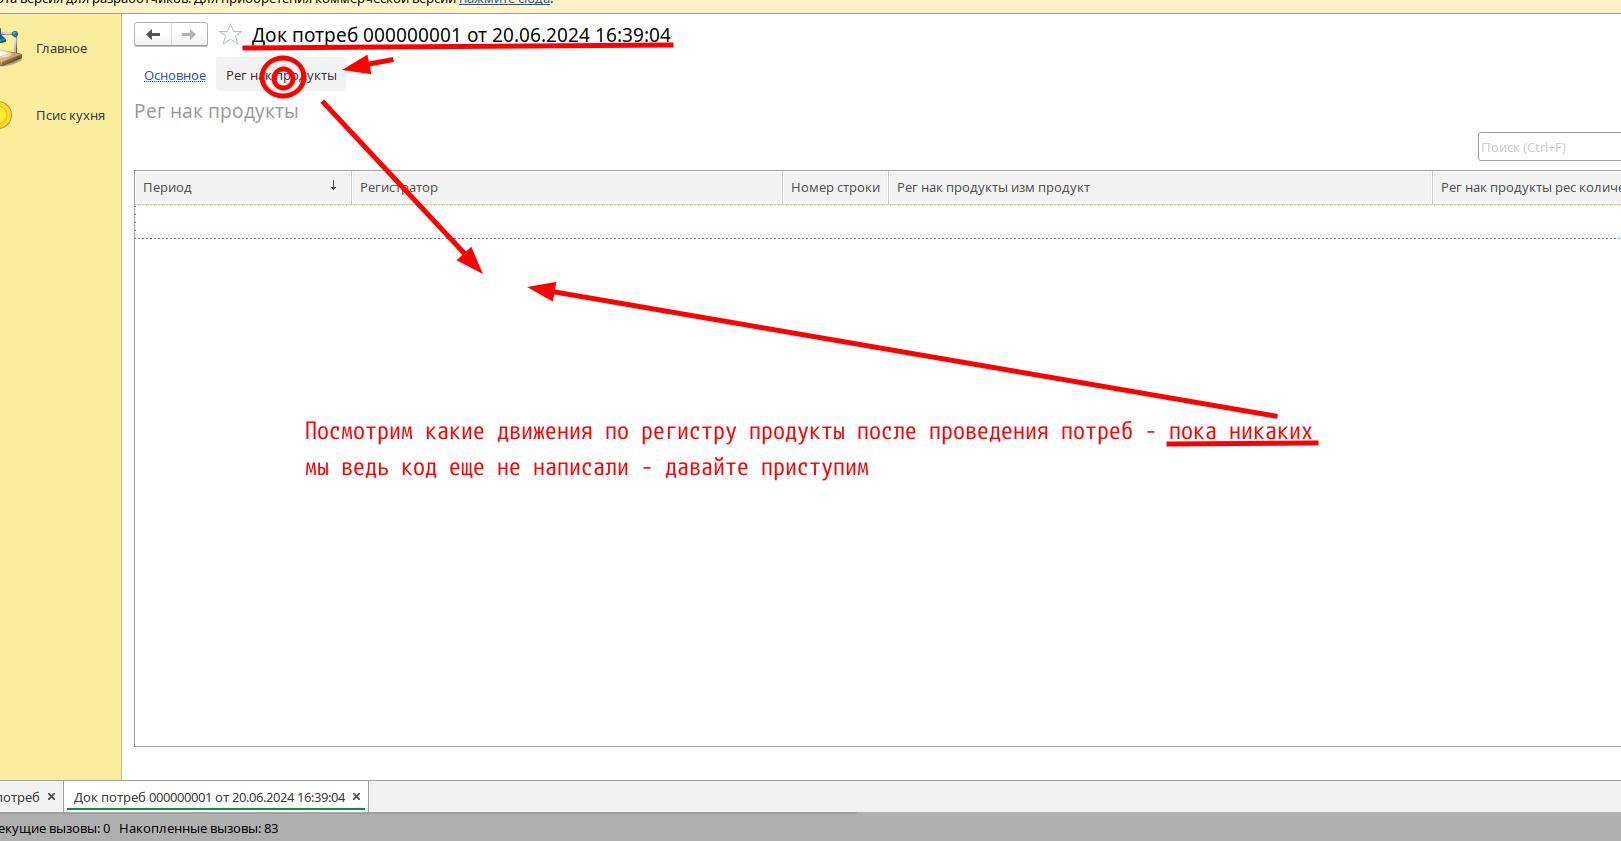 для разработчиков. Для приобретения коммерческой версии нажмите сюда.
Главное
Псис кухня
Док потреб 000000001 от 20.06.2024 16:39:04
Основное
Рег нак продукты
Рег нак продукты
Поиск (Ctrl+F)
Период ↓ Регистратор Номер строки Рег нак продукты изм продукт Рег нак продукты рес
Посмотрим какие движения по регистру продукты после проведения потреб - пока никаких
мы ведь код еще не написали - давайте приступим
потреб × Док потреб 000000001 от 20.06.2024 16:39:04 ×
екущие вызовы: 0 Накопленные вызовы: 83